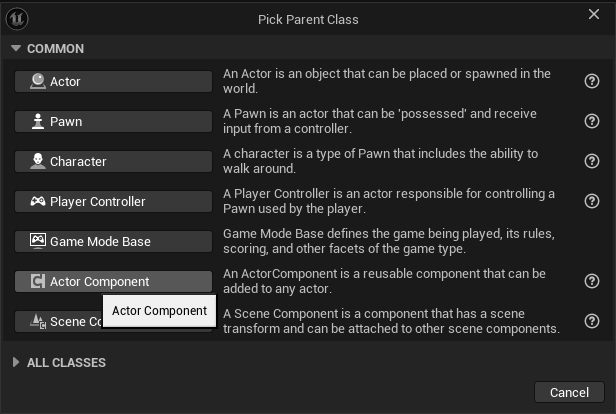 Pick Parent Class
COMMON
Actor
An Actor is an object that can be placed or spawned in the
world.
Pawn
A Pawn is an actor that can be 'possessed' and receive
input from a controller.
Character
A character is a type of Pawn that includes the ability to
walk around.
Player Controller
A Player Controller is an actor responsible for controlling a
Pawn used by the player.
Game Mode Base
Game Mode Base defines the game being played, its rules,
scoring, and other facets of the game type.
Actor Component
An ActorComponent is a reusable component that can be
added to any actor.
Actor Component
Scene Co
A Scene Component is a component that has a scene
transform and can be attached to other scene components.
ALL CLASSES
Cancel